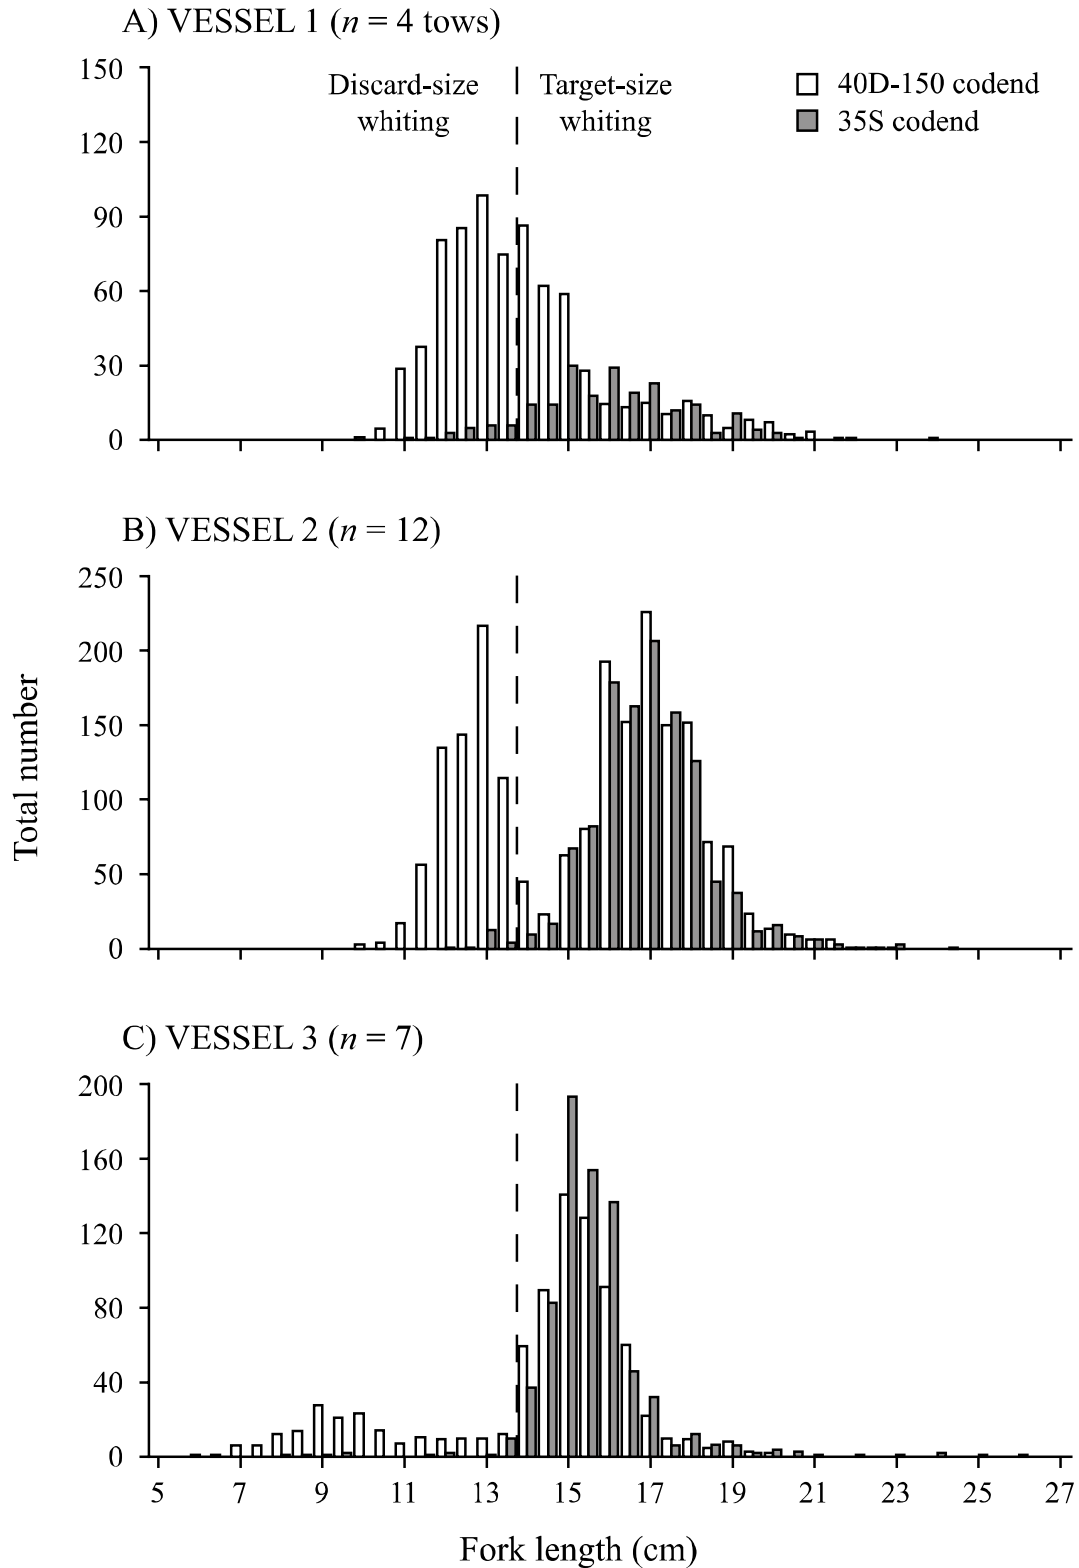 A) VESSEL 1 (n = 4 tows)
150
120
90
60
30
0
Discard-size
whiting
Target-size
whiting
40D-150 codend
35S codend
B) VESSEL 2 (n = 12)
250
200
150
100
50
0
Total number
C) VESSEL 3 (n = 7)
200
160
120
80
40
0
5 7 9 11 13 15 17 19 21 23 25 27
Fork length (cm)